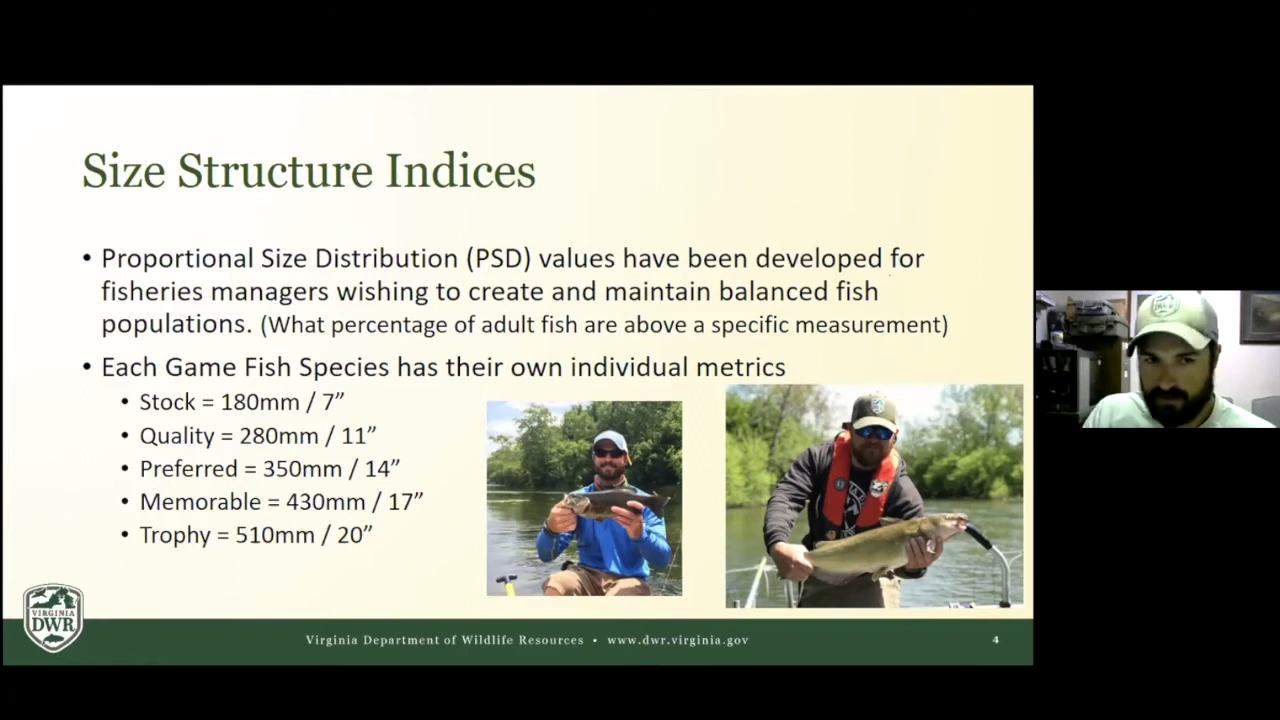 Size Structure Indices
• Proportional Size Distribution (PSD) values have been developed for
fisheries managers wishing to create and maintain balanced fish
populations. (What percentage of adult fish are above a specific measurement)
• Each Game Fish Species has their own individual metrics
• Stock = 180mm / 7”
• Quality = 280mm / 11”
• Preferred = 350mm / 14”
• Memorable = 430mm / 17”
• Trophy = 510mm / 20”
VIRGINIA
DWR
Virginia Department of Wildlife Resources • www.dwr.virginia.gov
4
DWR